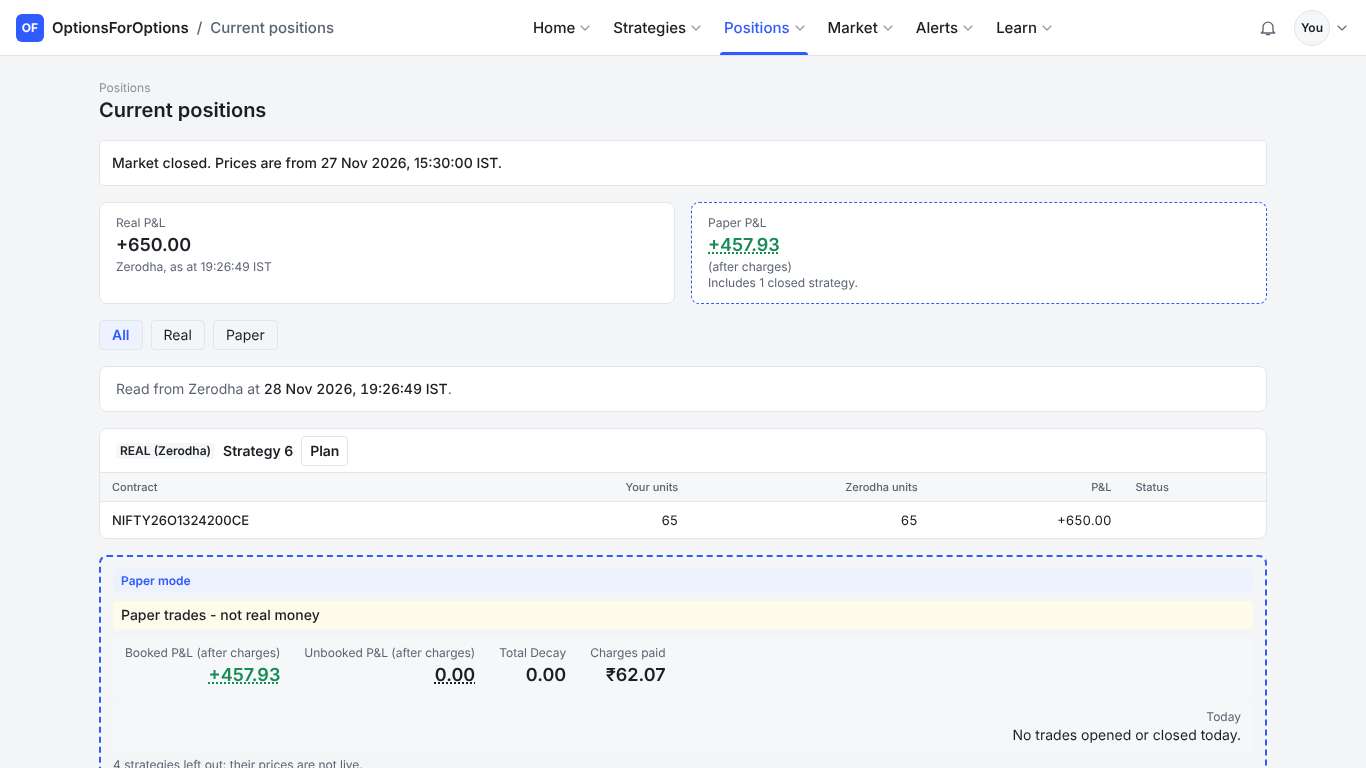 OF OptionsForOptions / Current positions Home Strategies Positions Market Alerts Learn You
Positions
Current positions
Market closed. Prices are from 27 Nov 2026, 15:30:00 IST.
Real P&L
+650.00
Zerodha, as at 19:26:49 IST
Paper P&L
+457.93
(after charges)
Includes 1 closed strategy.
All Real Paper
Read from Zerodha at 28 Nov 2026, 19:26:49 IST.
REAL (Zerodha) Strategy 6 Plan
Contract Your units Zerodha units P&L Status
NIFTY26O1324200CE 65 65 +650.00
Paper mode
Paper trades - not real money
Booked P&L (after charges) Unbooked P&L (after charges) Total Decay Charges paid
+457.93 0.00 0.00 ₹62.07
Today
No trades opened or closed today.
4 strategies left out: their prices are not live.